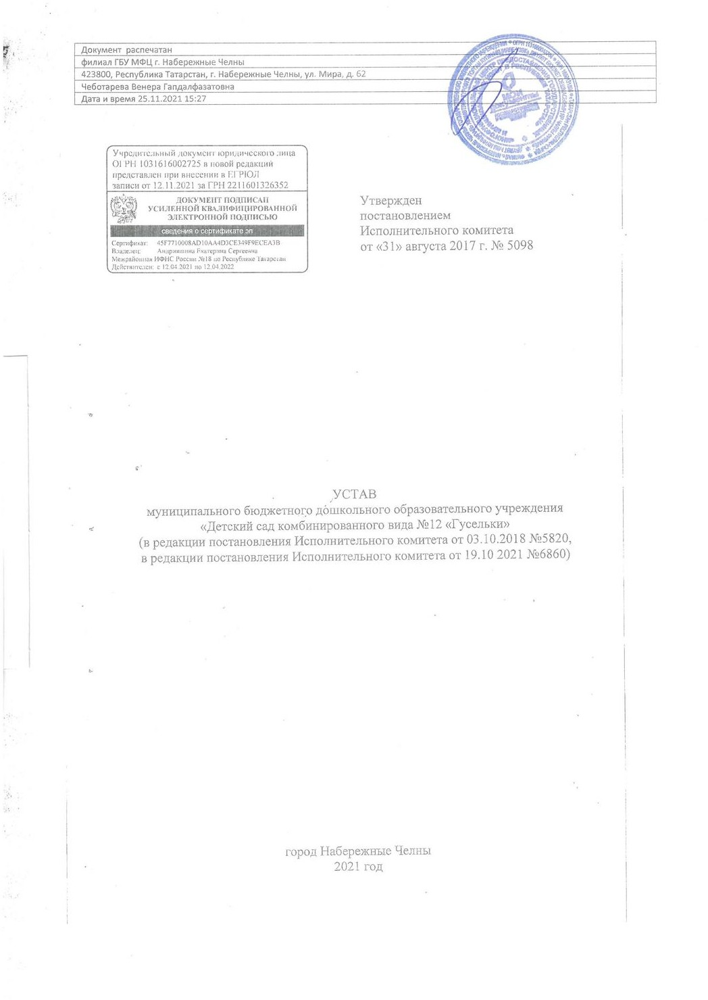 Документ распечатан
филиал ГБУ МФЦ г. Набережные Челны
423800, Республика Татарстан, г. Набережные Челны, ул. Мира, д. 62
Чеботарева Венера Гапдалфазатовна
Дата и время 25.11.2021 15:27
Учредительный документ юридического лица
ОГРН 1031616002725 в новой редакции
представлен при внесении в ЕГРЮЛ
записи от 12.11.2021 за ГРН 2211601326352
ДОКУМЕНТ ПОДПИСАН
УСИЛЕННОЙ КВАЛИФИЦИРОВАННОЙ
ЭЛЕКТРОННОЙ ПОДПИСЬЮ
сведения о сертификате эп
Сертификат: 45F7710008AD10AA4D3CE349F9ECEA3B
Владелец: Андрияшина Екатерина Сергеевна
Межрайонная ИФНС России №18 по Республике Татарстан
Действителен: с 12.04.2021 по 12.04.2022
Утвержден
постановлением
Исполнительного комитета
от «31» августа 2017 г. № 5098
УСТАВ
муниципального бюджетного дошкольного образовательного учреждения
«Детский сад комбинированного вида №12 «Гусельки»
(в редакции постановления Исполнительного комитета от 03.10.2018 №5820,
в редакции постановления Исполнительного комитета от 19.10 2021 №6860)
город Набережные Челны
2021 год